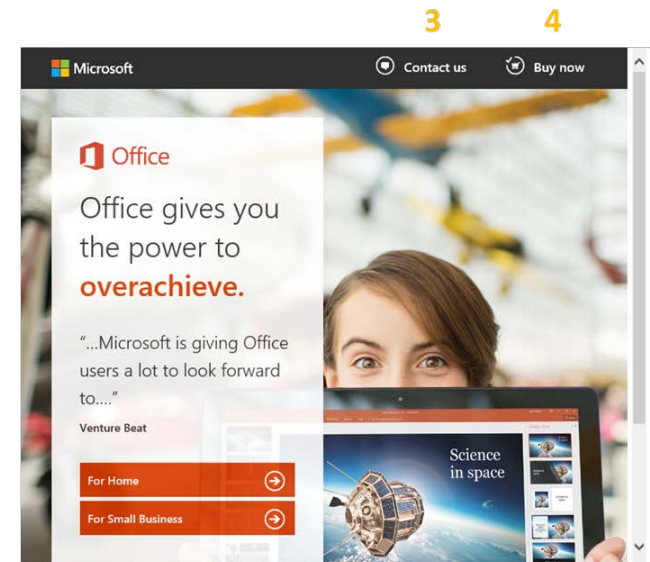 3 4
Microsoft Contact us Buy now
Office
Office gives you
the power to
overachieve.
"...Microsoft is giving Office
users a lot to look forward
to...."
Venture Beat
For Home
For Small Business
Science
in space